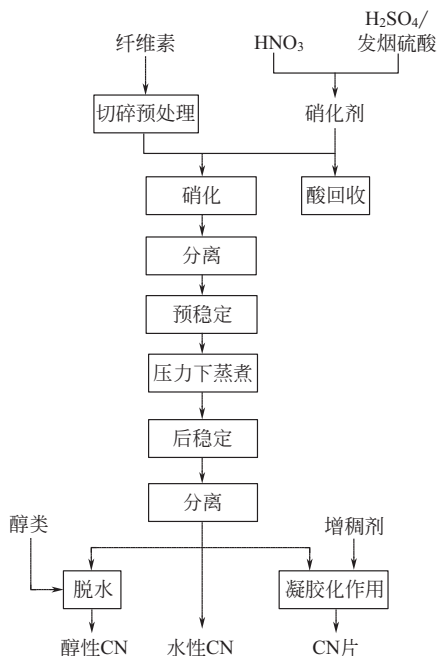 纤维素
HNO₃
H₂SO₄/
发烟硫酸
切碎预处理
硝化剂
硝化
酸回收
分离
预稳定
压力下蒸煮
后稳定
分离
醇类
增稠剂
脱水
凝胶化作用
醇性CN
水性CN
CN片